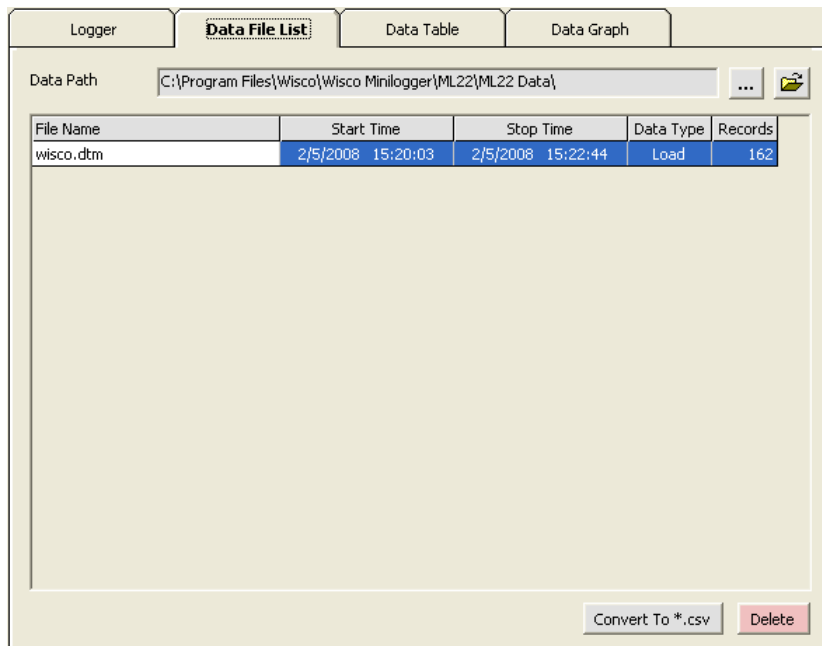 Logger Data File List Data Table Data Graph
Data Path C:\Program Files\Wisco\Wisco Minilogger\ML22\ML22 Data\ ...
File Name Start Time Stop Time Data Type Records
wisco.dtm 2/5/2008 15:20:03 2/5/2008 15:22:44 Load 162
Convert To *.csv Delete